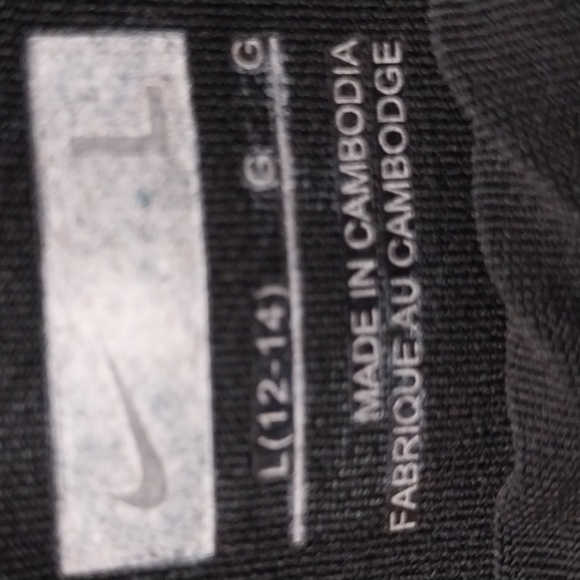 L
L(12-14) G G
MADE IN CAMBODIA
FABRIQUE AU CAMBODGE